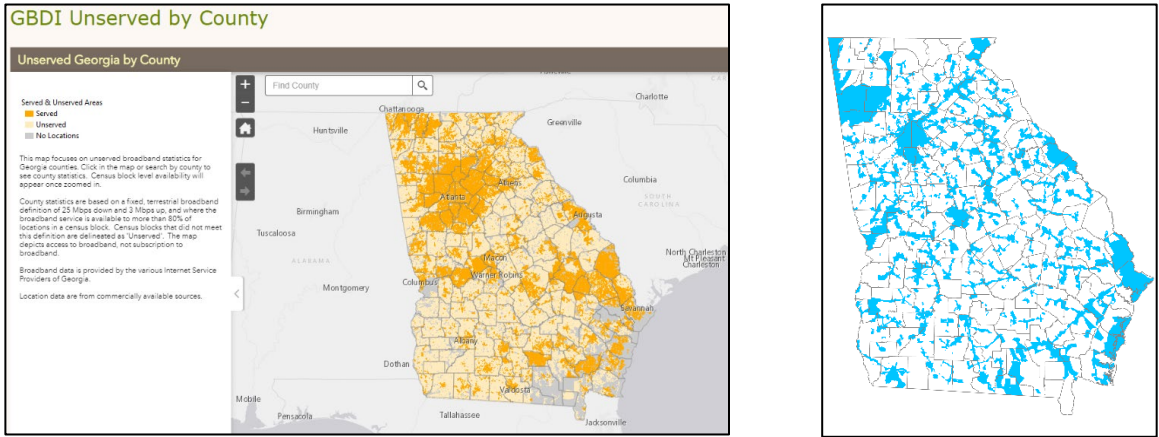 GBDI Unserved by County
Unserved Georgia by County
Served & Unserved Areas
Served
Unserved
No Locations
This map focuses on unserved broadband statistics for
Georgia counties. Click in the map or search by county to
see county statistics. Census block level availability will
appear once zoomed in.
County statistics are based on a fixed, terrestrial broadband
definition of 25 Mbps down and 3 Mbps up, and where the
broadband service is available to more than 80% of
locations in a census block. Census blocks that did not meet
this definition are delineated as 'Unserved'. The map
depicts access to broadband, not subscription to
broadband.
Broadband data is provided by the various Internet Service
Providers of Georgia.
Location data are from commercially available sources.
+
−
Find County
<
Charlotte
Chattanooga
Huntsville
Greenville
Columbia
Athens
Atlanta
SOUTH
CAROLINA
Birmingham
Augusta
Tuscaloosa
North Charleston
Mt Pleasant
Charleston
ALABAMA
Macon
Warner Robins
Columbus
Montgomery
Savannah
Albany
Dothan
Valdosta
Mobile
Pensacola
Tallahassee
Jacksonville